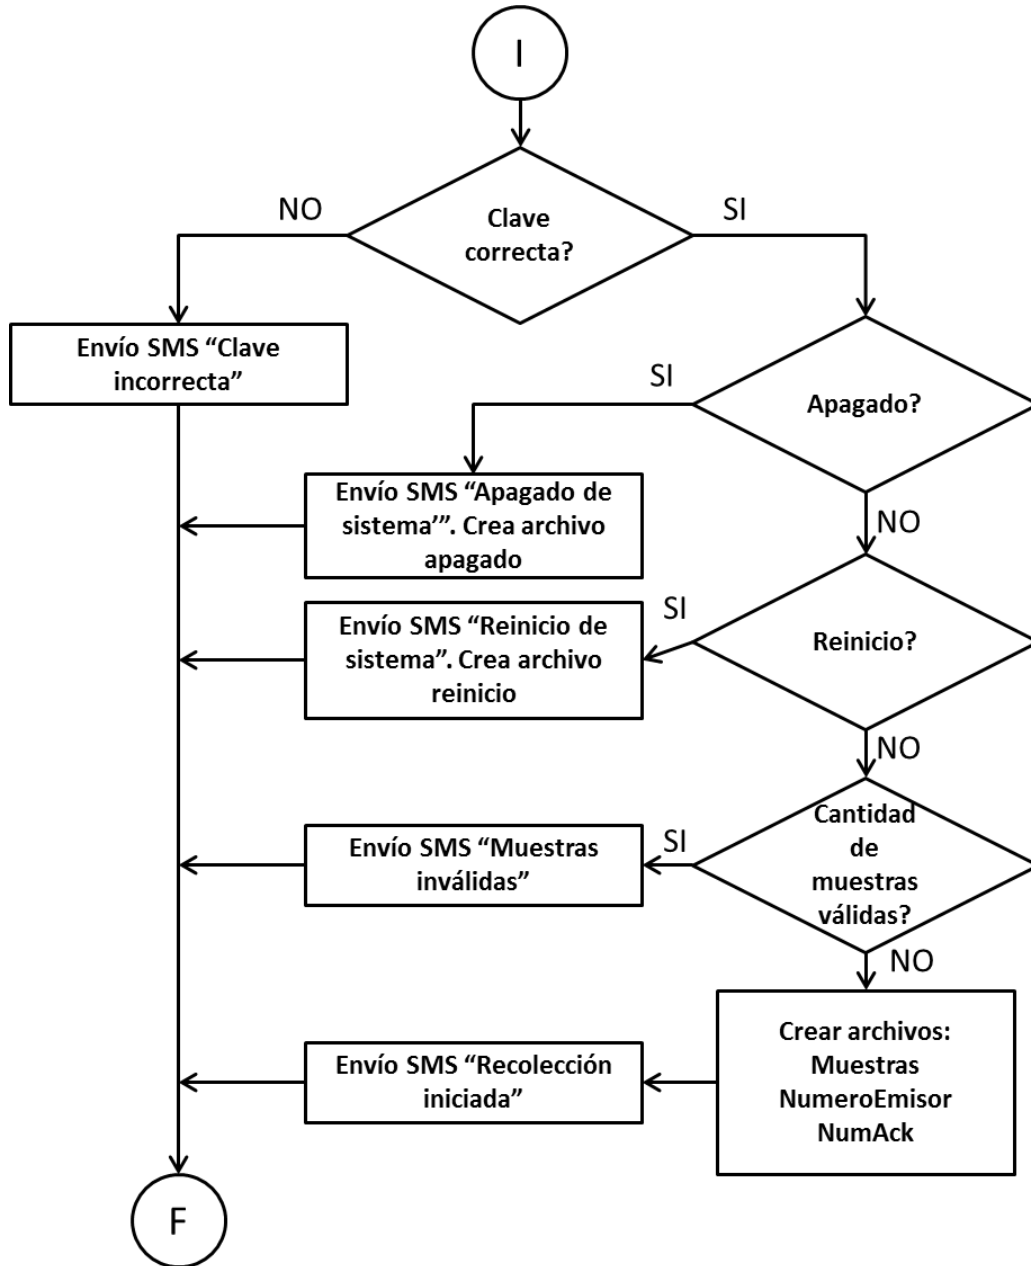 I
NO
SI
Clave
correcta?
Envío SMS “Clave
incorrecta”
SI
Apagado?
Envío SMS “Apagado de
sistema’”. Crea archivo
apagado
NO
Envío SMS “Reinicio de
sistema”. Crea archivo
reinicio
SI
Reinicio?
NO
Envío SMS “Muestras
inválidas”
SI
Cantidad
de
muestras
válidas?
NO
Envío SMS “Recolección
iniciada”
Crear archivos:
Muestras
NumeroEmisor
NumAck
F